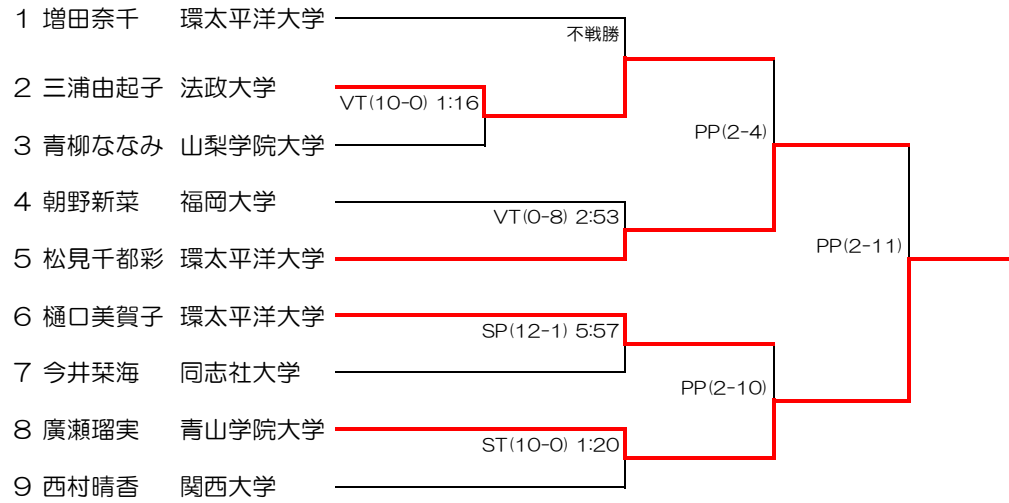 1 増田奈千 環太平洋大学
不戦勝
2 三浦由起子 法政大学
VT(10-0) 1:16
3 青柳ななみ 山梨学院大学
PP(2-4)
4 朝野新菜 福岡大学
VT(0-8) 2:53
5 松見千都彩 環太平洋大学
PP(2-11)
6 樋口美賀子 環太平洋大学
SP(12-1) 5:57
7 今井栞海 同志社大学
PP(2-10)
8 廣瀬瑠実 青山学院大学
ST(10-0) 1:20
9 西村晴香 関西大学